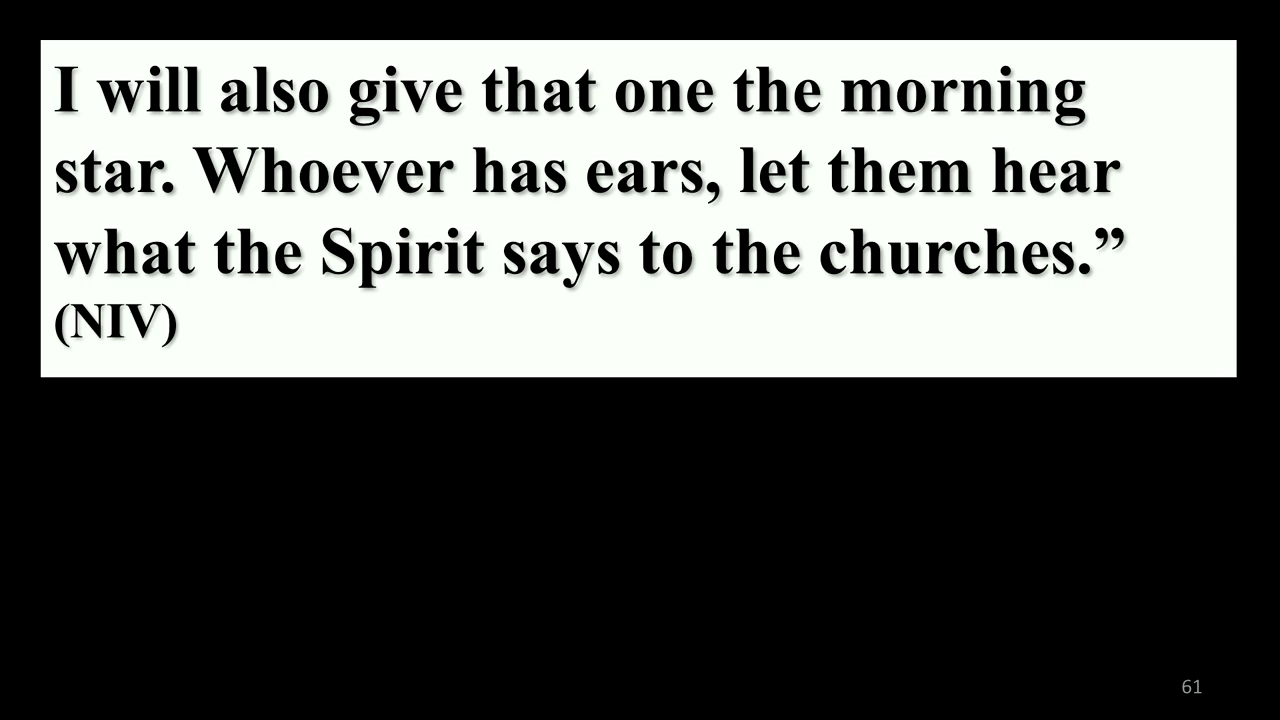 I will also give that one the morning
star. Whoever has ears, let them hear
what the Spirit says to the churches.”
(NIV)
61